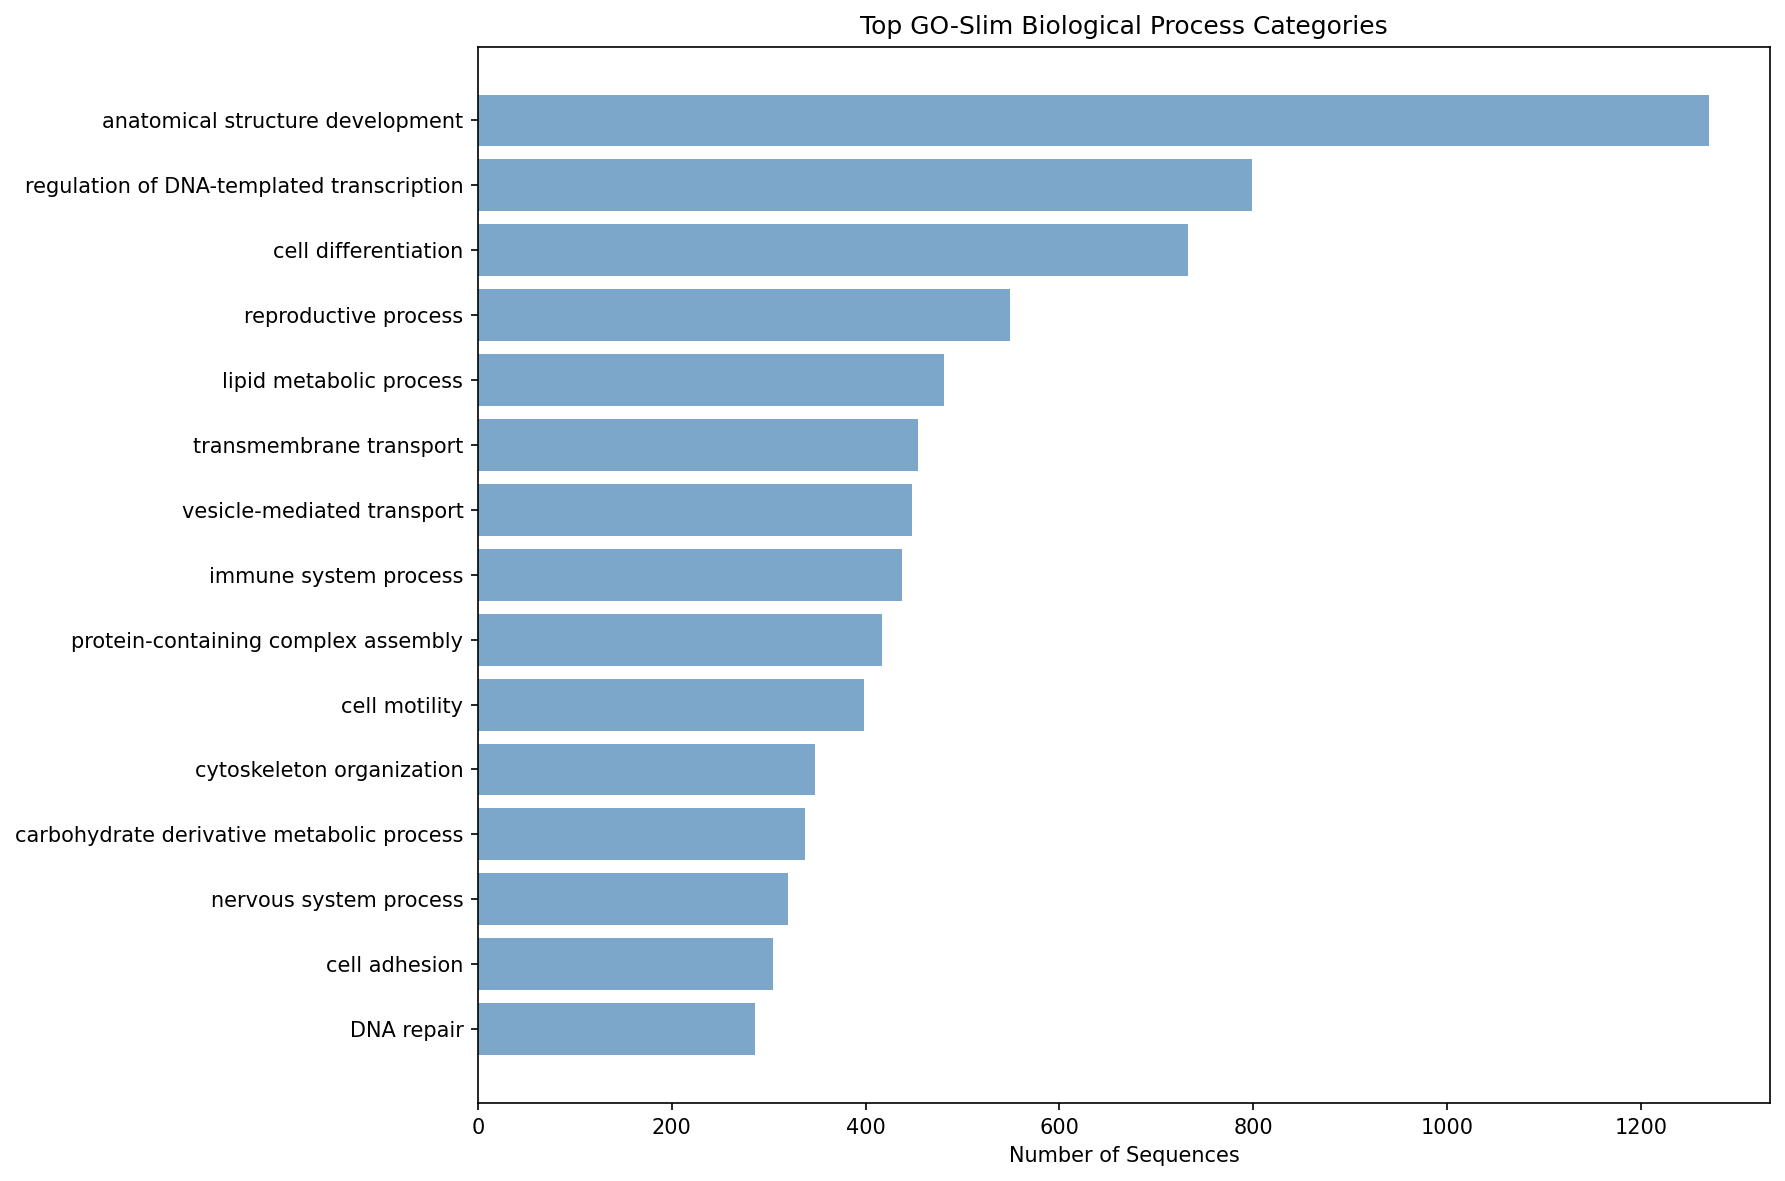 Top GO-Slim Biological Process Categories
anatomical structure development
regulation of DNA-templated transcription
cell differentiation
reproductive process
lipid metabolic process
transmembrane transport
vesicle-mediated transport
immune system process
protein-containing complex assembly
cell motility
cytoskeleton organization
carbohydrate derivative metabolic process
nervous system process
cell adhesion
DNA repair
0 200 400 600 800 1000 1200
Number of Sequences